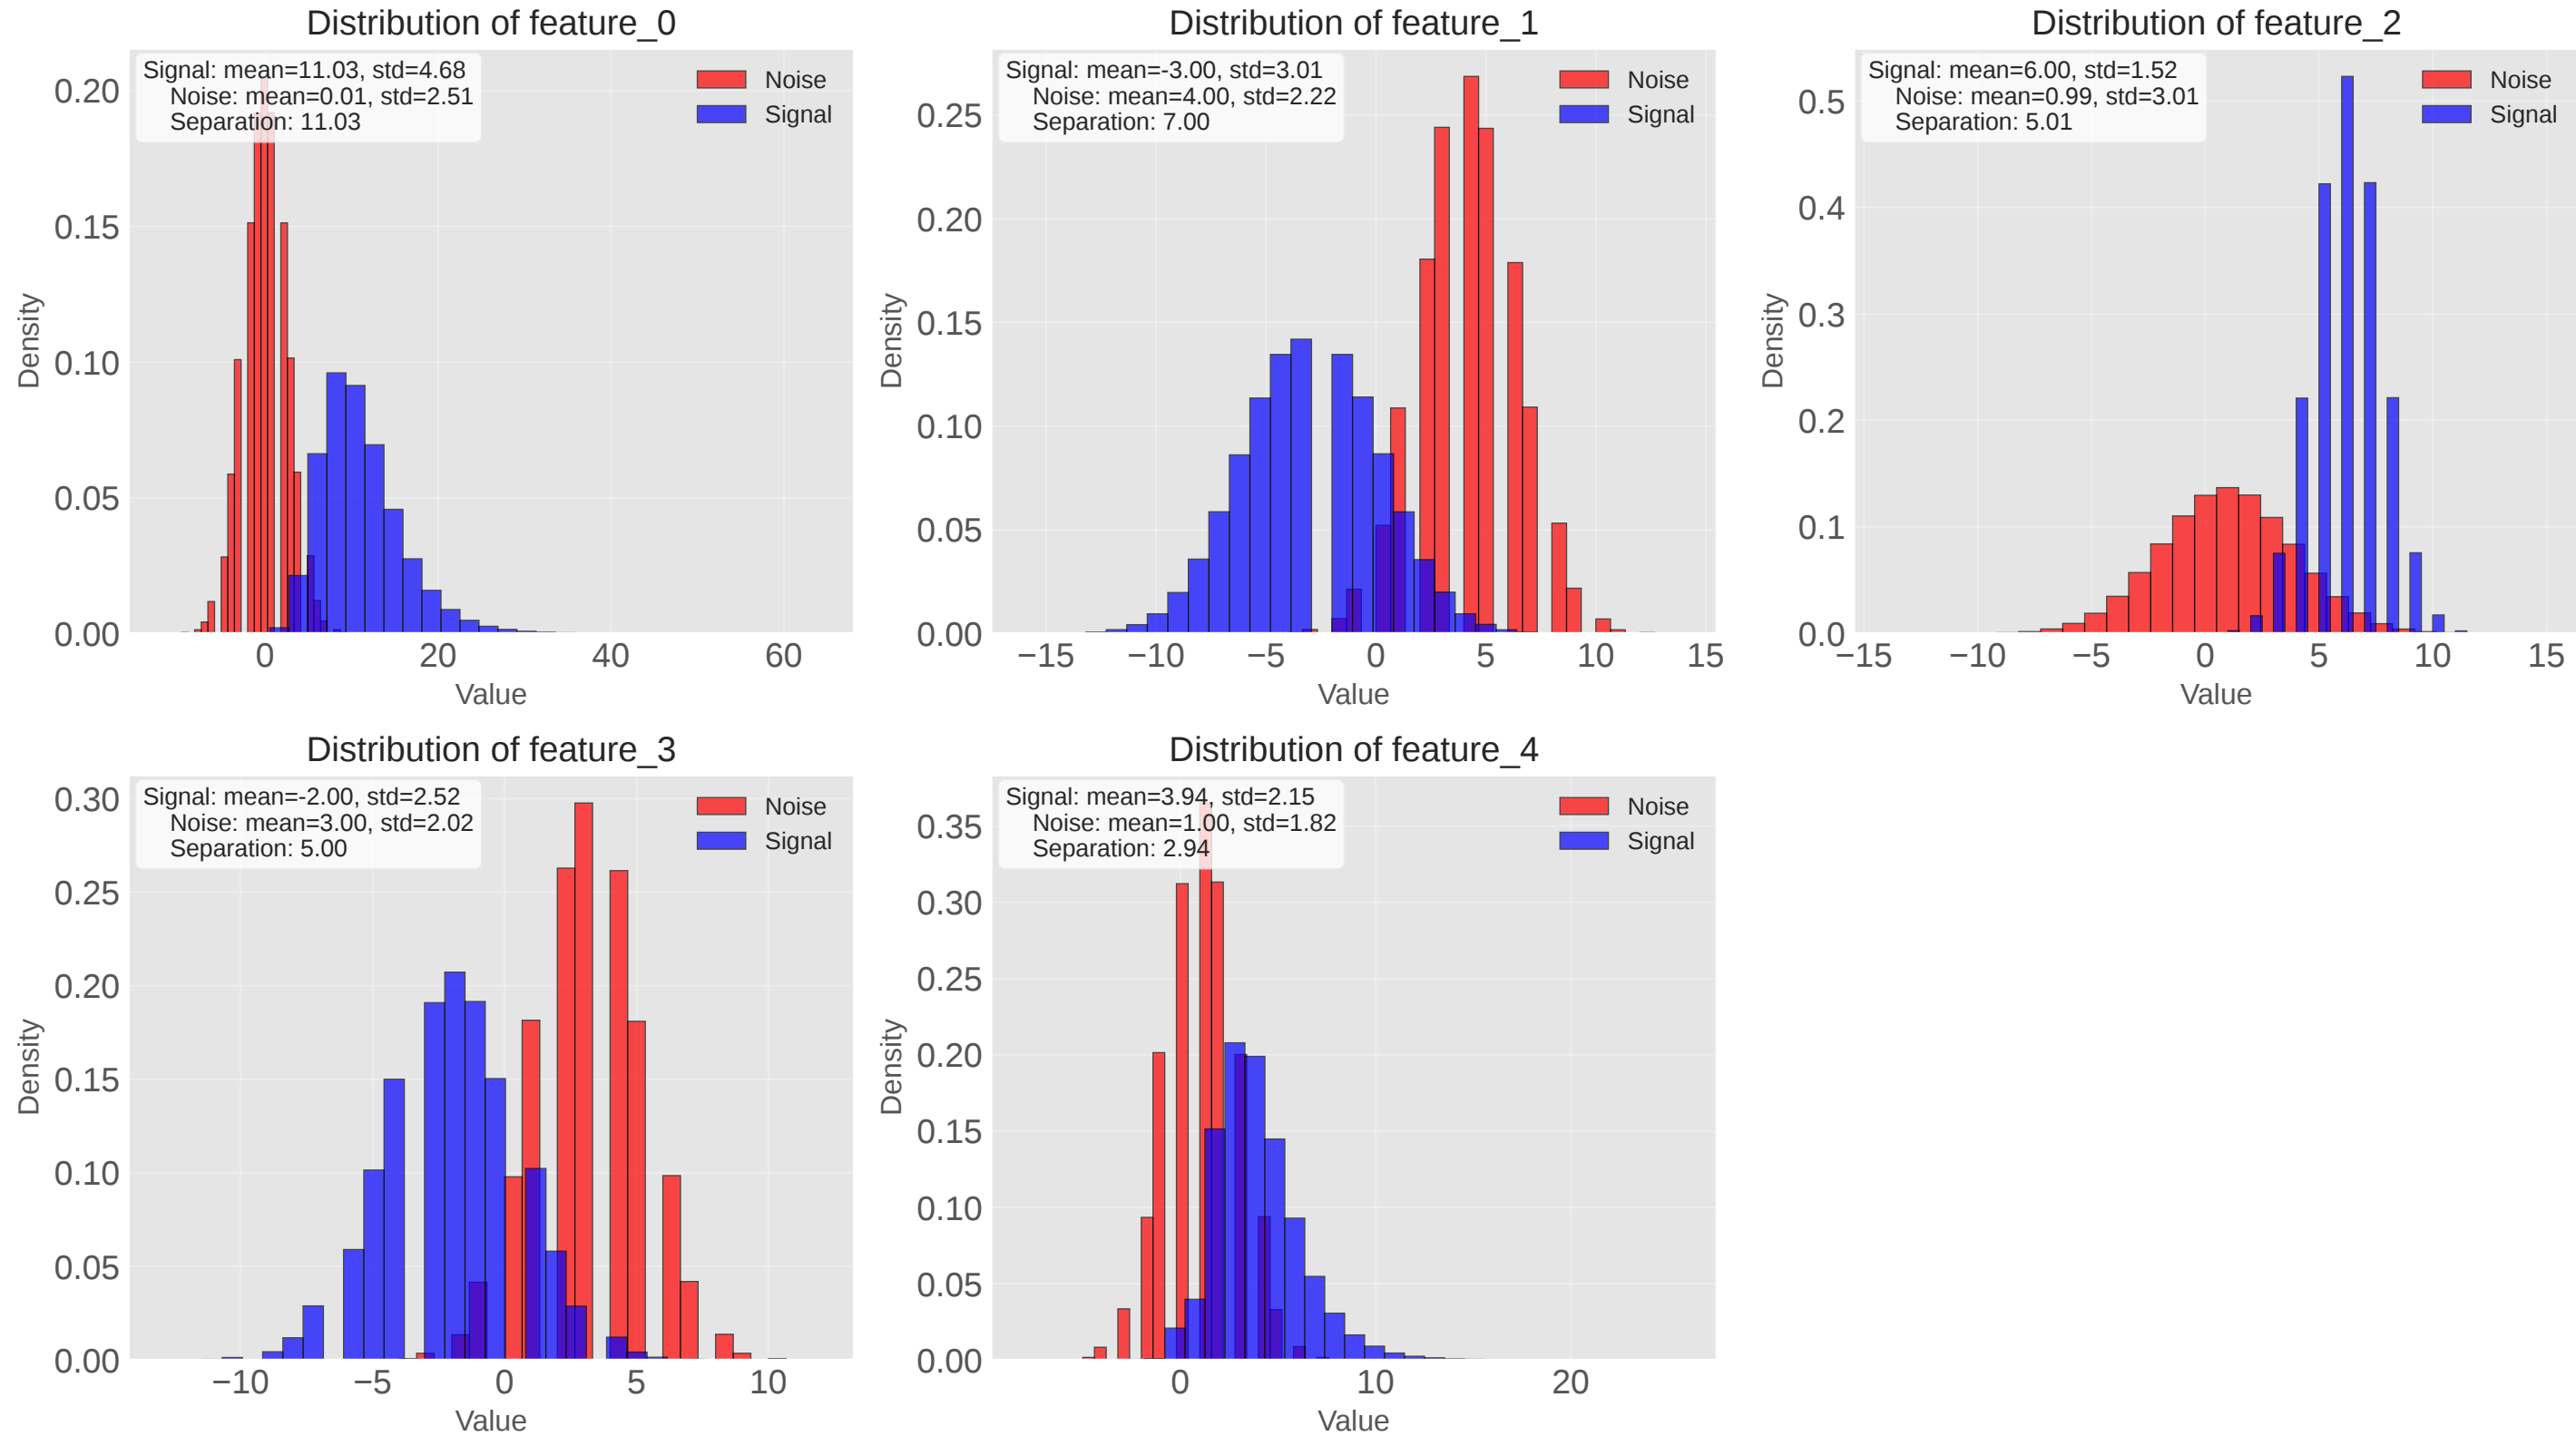 Distribution of feature_0
Signal: mean=11.03, std=4.68
Noise: mean=0.01, std=2.51
Separation: 11.03
Noise
Signal
0.20
0.15
0.10
0.05
0.00
Density
0 20 40 60
Value
Distribution of feature_1
Signal: mean=-3.00, std=3.01
Noise: mean=4.00, std=2.22
Separation: 7.00
Noise
Signal
0.25
0.20
0.15
0.10
0.05
0.00
Density
−15 −10 −5 0 5 10 15
Value
Distribution of feature_2
Signal: mean=6.00, std=1.52
Noise: mean=0.99, std=3.01
Separation: 5.01
Noise
Signal
0.5
0.4
0.3
0.2
0.1
0.0
Density
−15 −10 −5 0 5 10 15
Value
Distribution of feature_3
Signal: mean=-2.00, std=2.52
Noise: mean=3.00, std=2.02
Separation: 5.00
Noise
Signal
0.30
0.25
0.20
0.15
0.10
0.05
0.00
Density
−10 −5 0 5 10
Value
Distribution of feature_4
Signal: mean=3.94, std=2.15
Noise: mean=1.00, std=1.82
Separation: 2.94
Noise
Signal
0.35
0.30
0.25
0.20
0.15
0.10
0.05
0.00
Density
0 10 20
Value